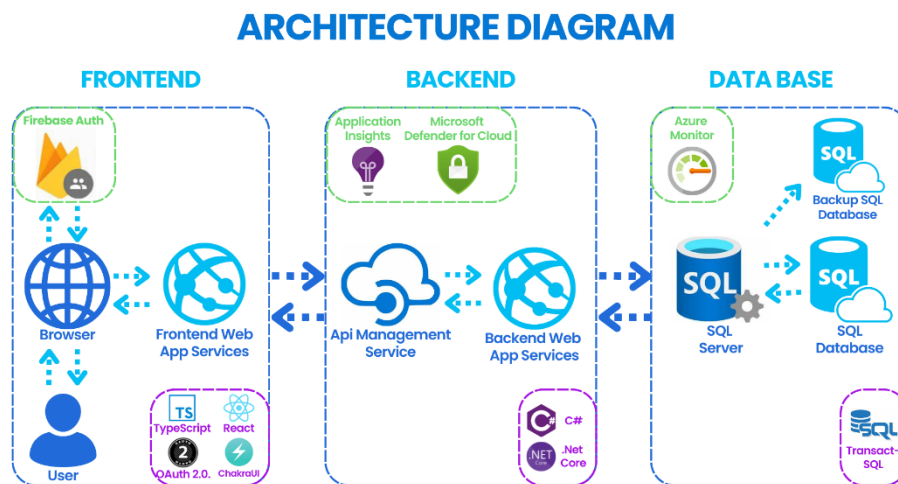 ARCHITECTURE DIAGRAM
FRONTEND
Firebase Auth
Browser
Frontend Web
App Services
User
TS
TypeScript
React
2
OAuth 2.0.
ChakraUI
BACKEND
Application
Insights
Microsoft
Defender for Cloud
Api Management
Service
Backend Web
App Services
C#
C#
.NET
Core
.Net
Core
DATA BASE
Azure
Monitor
SQL
Backup SQL
Database
SQL
SQL
Server
SQL
SQL
Database
SQL
Transact-
SQL